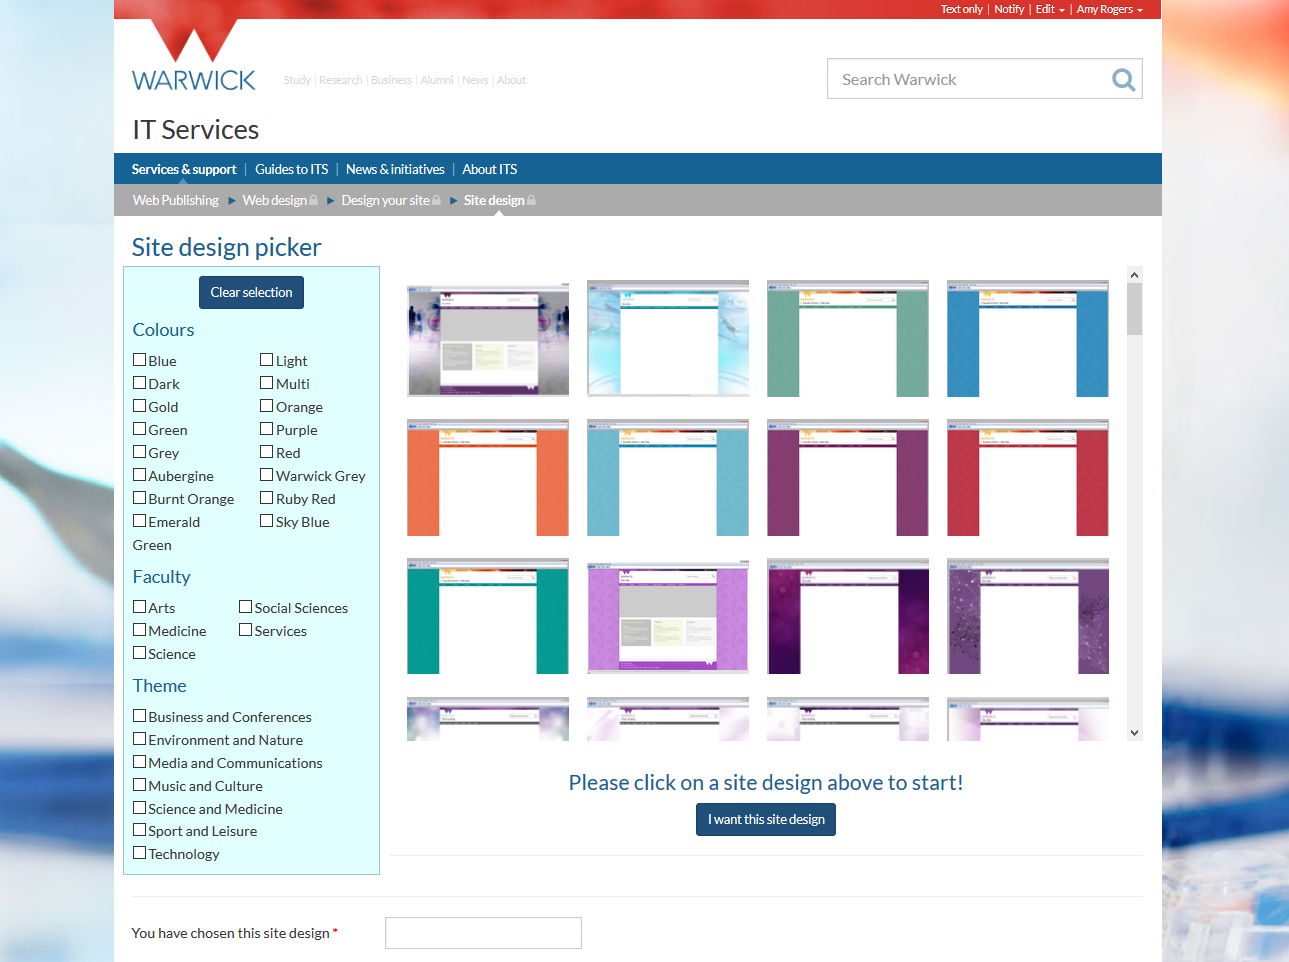 Text only | Notify | Edit | Amy Rogers
WARWICK
Study | Research | Business | Alumni | News | About
Search Warwick
IT Services
Services & support | Guides to ITS | News & initiatives | About ITS
Web Publishing Web design Design your site Site design
Site design picker
Clear selection
Colours
Blue Light
Dark Multi
Gold Orange
Green Purple
Grey Red
Aubergine Warwick Grey
Burnt Orange Ruby Red
Emerald Sky Blue
Green
Faculty
Arts Social Sciences
Medicine Services
Science
Theme
Business and Conferences
Environment and Nature
Media and Communications
Music and Culture
Science and Medicine
Sport and Leisure
Technology
Please click on a site design above to start!
I want this site design
You have chosen this site design *